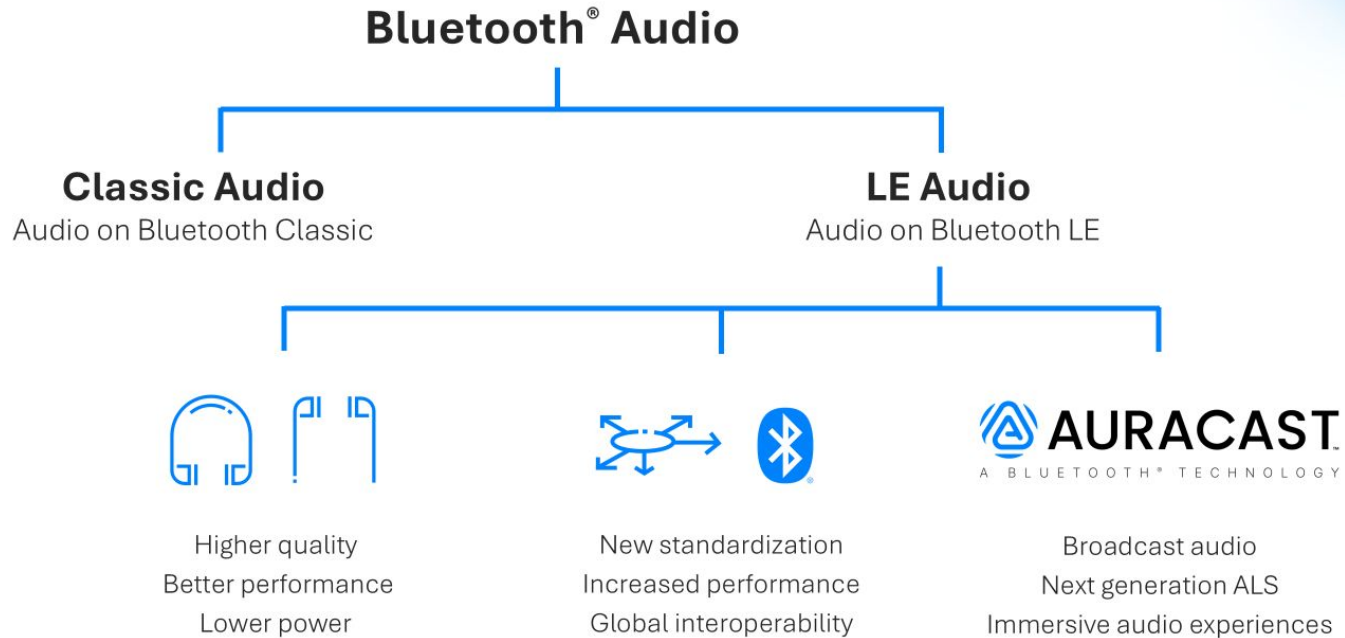 Bluetooth® Audio
Classic Audio
Audio on Bluetooth Classic
LE Audio
Audio on Bluetooth LE
AURACAST™
A BLUETOOTH® TECHNOLOGY
Higher quality
Better performance
Lower power
New standardization
Increased performance
Global interoperability
Broadcast audio
Next generation ALS
Immersive audio experiences